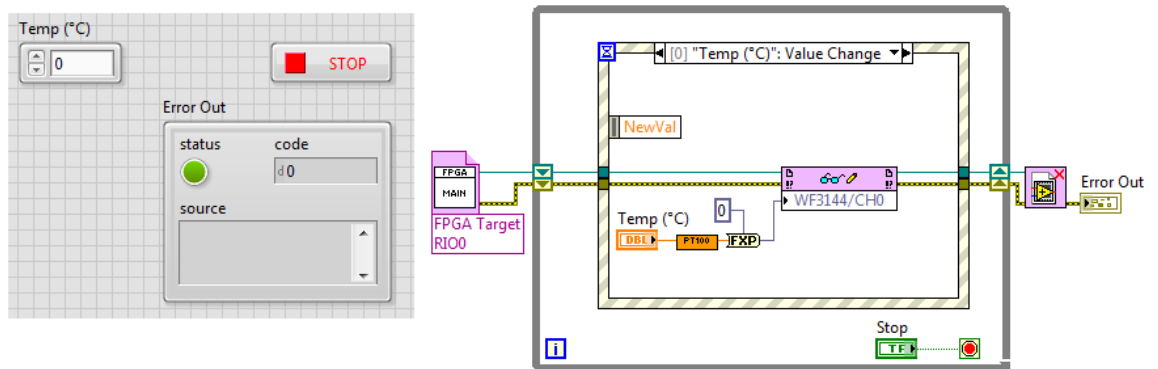 Temp (°C)
0
STOP
Error Out
status
code
d 0
source
[0] "Temp (°C)": Value Change
NewVal
FPGA
MAIN
FPGA Target
RIO0
WF3144/CH0
Temp (°C)
0
DBL
PT100
FXP
Error Out
Stop
TF
i